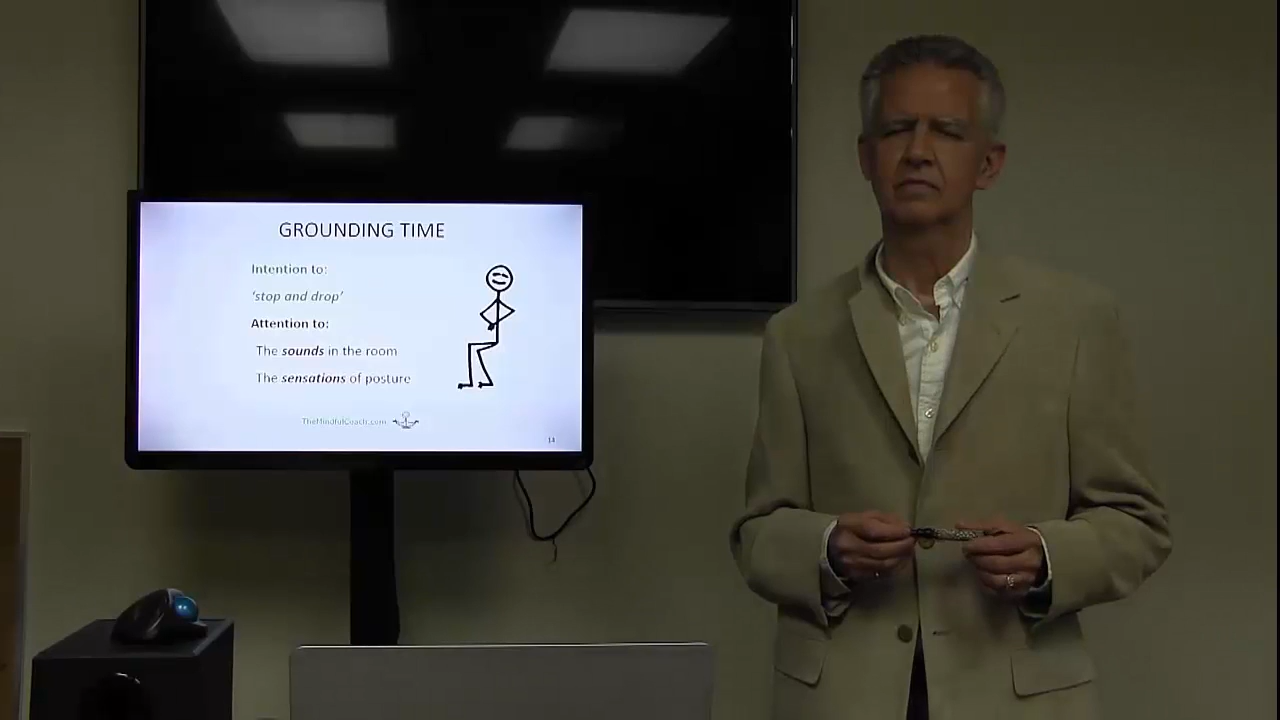 GROUNDING TIME
Intention to:
'stop and drop'
Attention to:
The sounds in the room
The sensations of posture
TheMindfulCoach.com
14